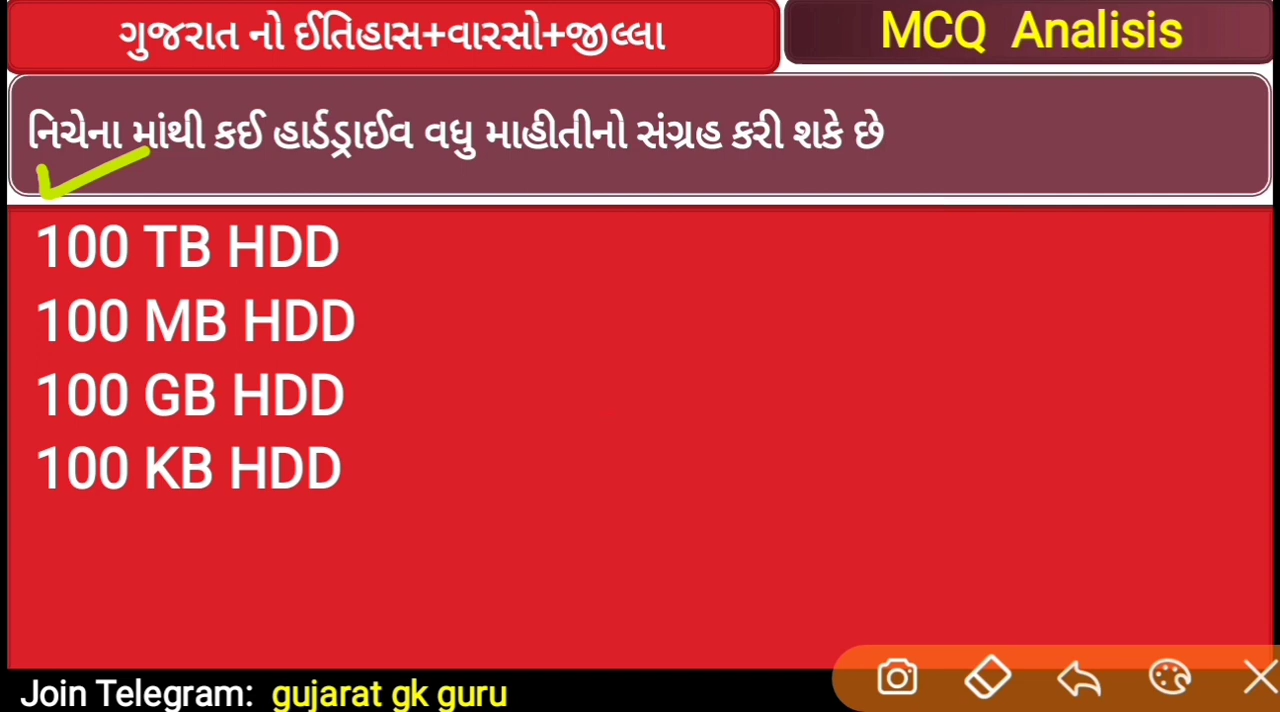 ગુજરાત નો ઈતિહાસ+વારસો+જીલ્લા
MCQ Analisis
નિચેના માંથી કઈ હાર્ડડ્રાઈવ વધુ માહીતીનો સંગ્રહ કરી શકે છે
100 TB HDD
100 MB HDD
100 GB HDD
100 KB HDD
Join Telegram: gujarat gk guru